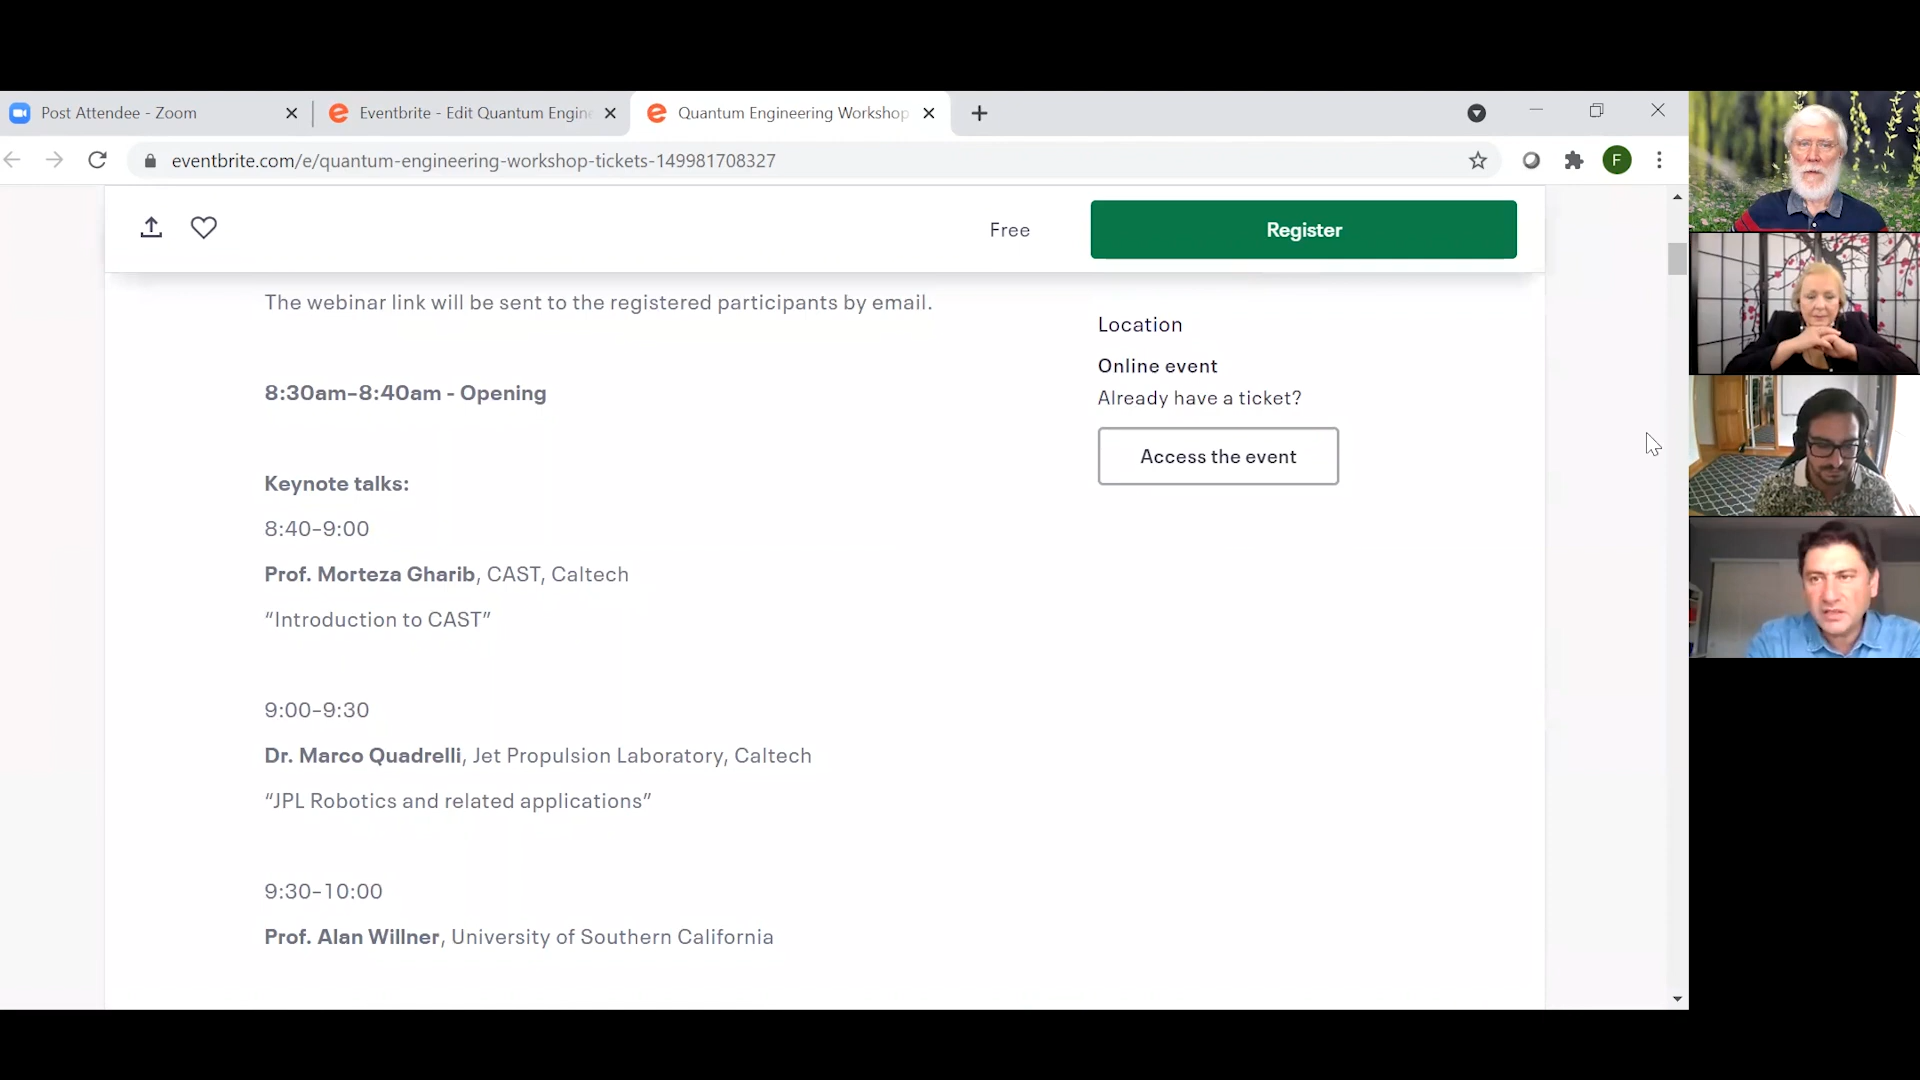 Post Attendee - Zoom
Eventbrite - Edit Quantum Engine
Quantum Engineering Workshop
eventbrite.com/e/quantum-engineering-workshop-tickets-149981708327
F
Free
Register
The webinar link will be sent to the registered participants by email.
Location
Online event
Already have a ticket?
Access the event
8:30am–8:40am - Opening
Keynote talks:
8:40–9:00
Prof. Morteza Gharib, CAST, Caltech
“Introduction to CAST”
9:00–9:30
Dr. Marco Quadrelli, Jet Propulsion Laboratory, Caltech
“JPL Robotics and related applications”
9:30–10:00
Prof. Alan Willner, University of Southern California